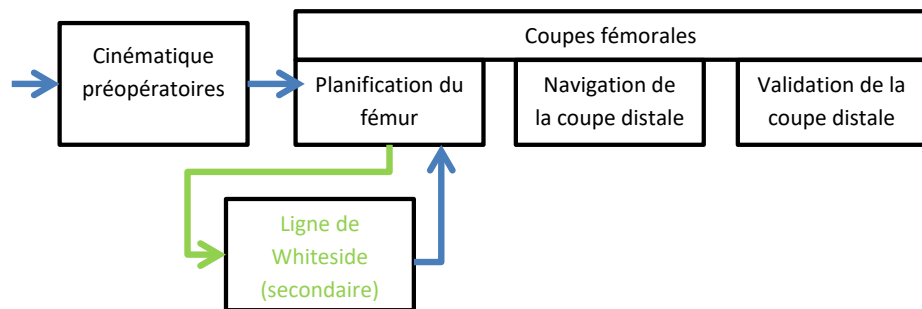 Cinématique
préopératoires
Coupes fémorales
Planification du
fémur
Navigation de
la coupe distale
Validation de la
coupe distale
Ligne de
Whiteside
(secondaire)